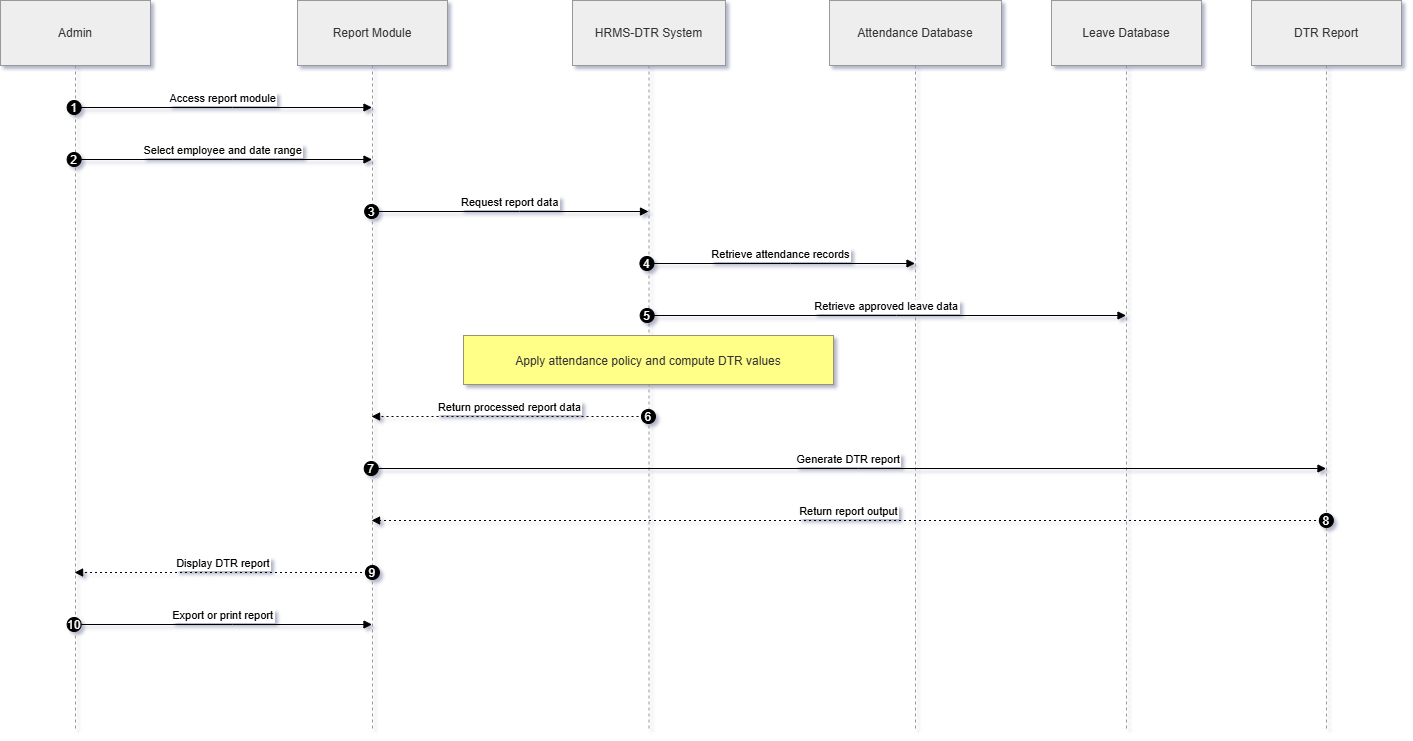 Admin
Report Module
HRMS-DTR System
Attendance Database
Leave Database
DTR Report
Access report module
1
Select employee and date range
2
Request report data
3
Retrieve attendance records
4
Retrieve approved leave data
5
Apply attendance policy and compute DTR values
Return processed report data
6
Generate DTR report
7
Return report output
8
Display DTR report
9
Export or print report
10